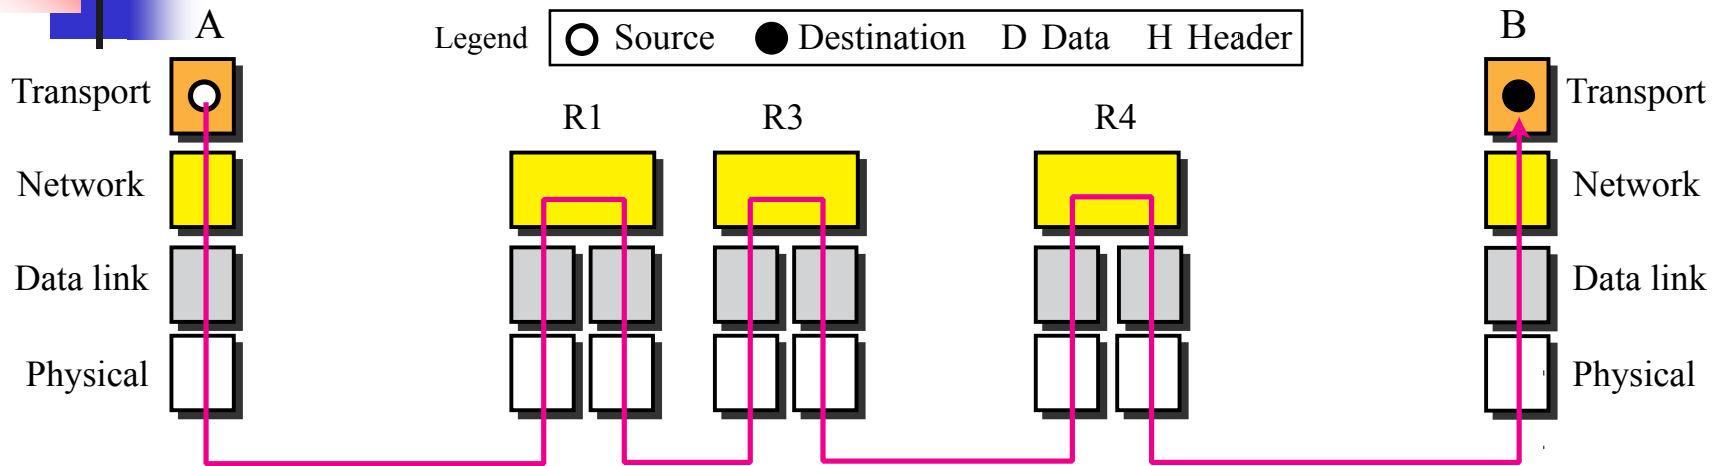 A
Legend
Source Destination D Data H Header
B
Transport
Transport
R1 R3 R4
Network
Network
Data link
Data link
Physical
Physical